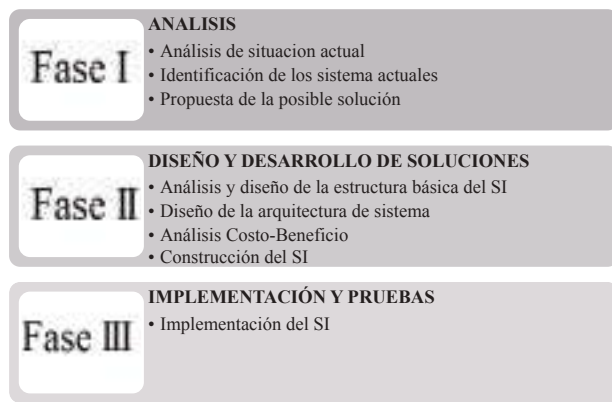 Fase I
ANALISIS
• Análisis de situacion actual
• Identificación de los sistema actuales
• Propuesta de la posible solución
Fase II
DISEÑO Y DESARROLLO DE SOLUCIONES
• Análisis y diseño de la estructura básica del SI
• Diseño de la arquitectura de sistema
• Análisis Costo-Beneficio
• Construcción del SI
Fase III
IMPLEMENTACIÓN Y PRUEBAS
• Implementación del SI